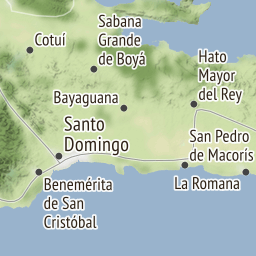 Sabana
Grande
de Boyá
Cotuí
Hato
Mayor
del Rey
Bayaguana
Santo
Domingo
San Pedro
de Macorís
La Romana
Benemérita
de San
Cristóbal